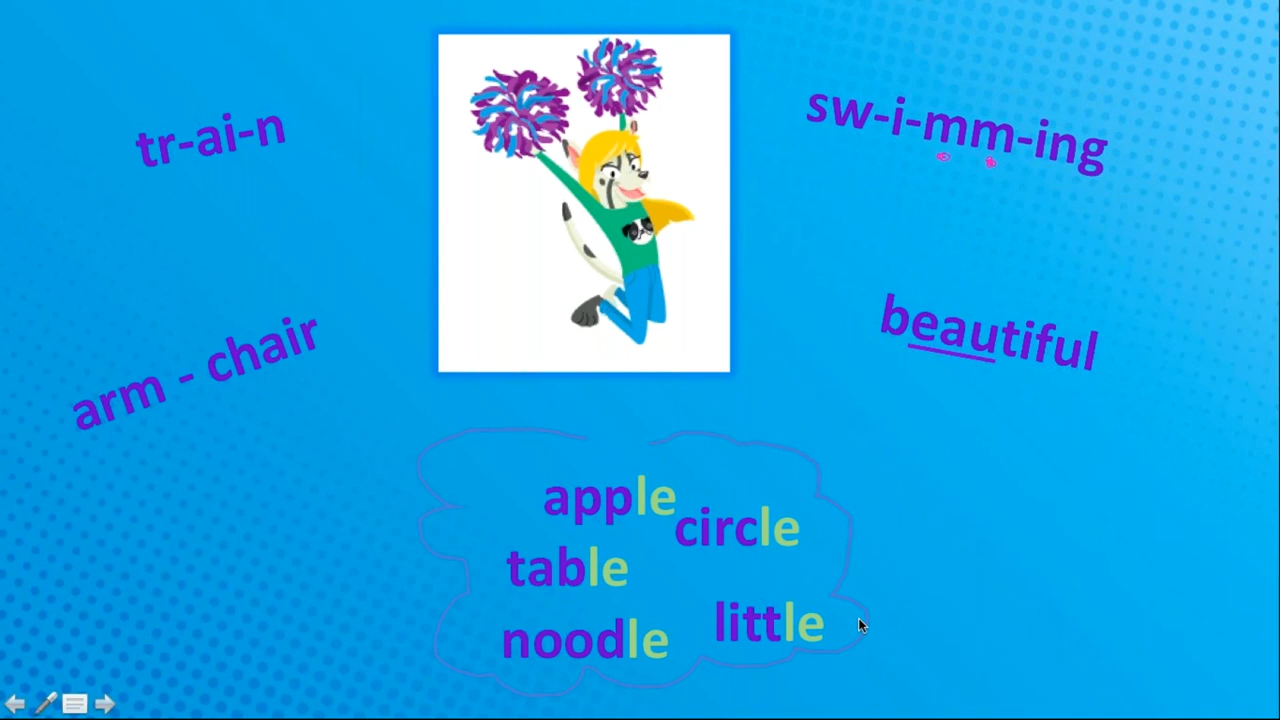 tr-ai-n
sw-i-mm-ing
arm - chair
beautiful
apple
circle
table
little
noodle